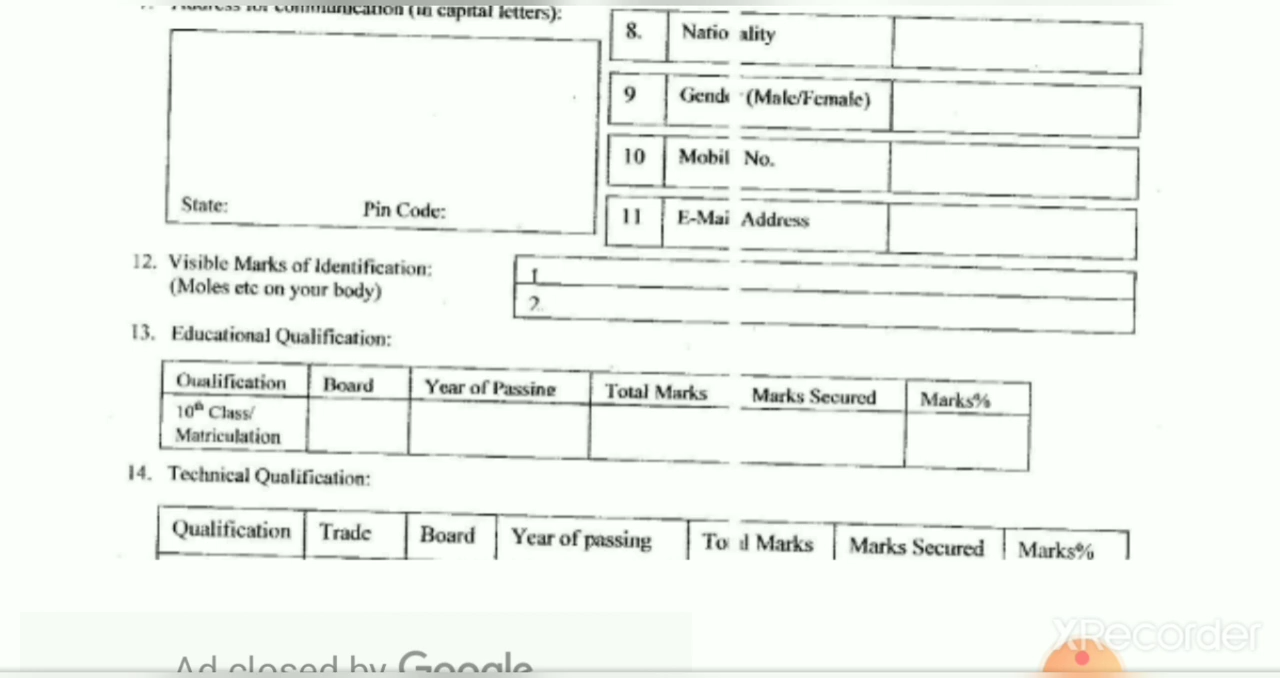 Address for communication (in capital letters):
State: Pin Code:
8. Natio ality
9 Gende (Male/Female)
10 Mobil No.
11 E-Mai Address
12. Visible Marks of Identification:
(Moles etc on your body)
1.
2.
13. Educational Qualification:
Qualification Board Year of Passing Total Marks Marks Secured Marks%
10th Class/
Matriculation
14. Technical Qualification:
Qualification Trade Board Year of passing To l Marks Marks Secured Marks%
Ad closed by Google
XRecorder